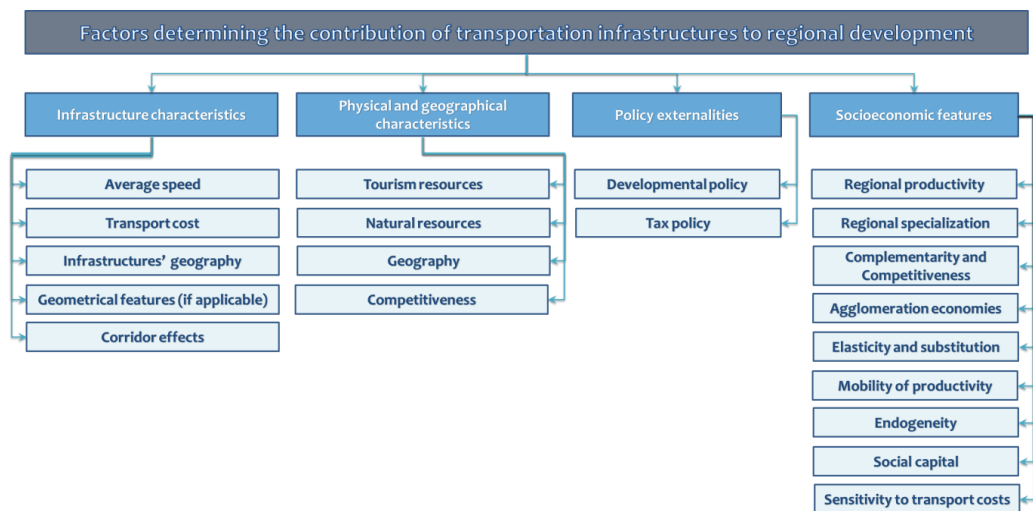 Factors determining the contribution of transportation infrastructures to regional development
Infrastructure characteristics
Average speed
Transport cost
Infrastructures’ geography
Geometrical features (if applicable)
Corridor effects
Physical and geographical
characteristics
Tourism resources
Natural resources
Geography
Competitiveness
Policy externalities
Developmental policy
Tax policy
Socioeconomic features
Regional productivity
Regional specialization
Complementarity and
Competitiveness
Agglomeration economies
Elasticity and substitution
Mobility of productivity
Endogeneity
Social capital
Sensitivity to transport costs